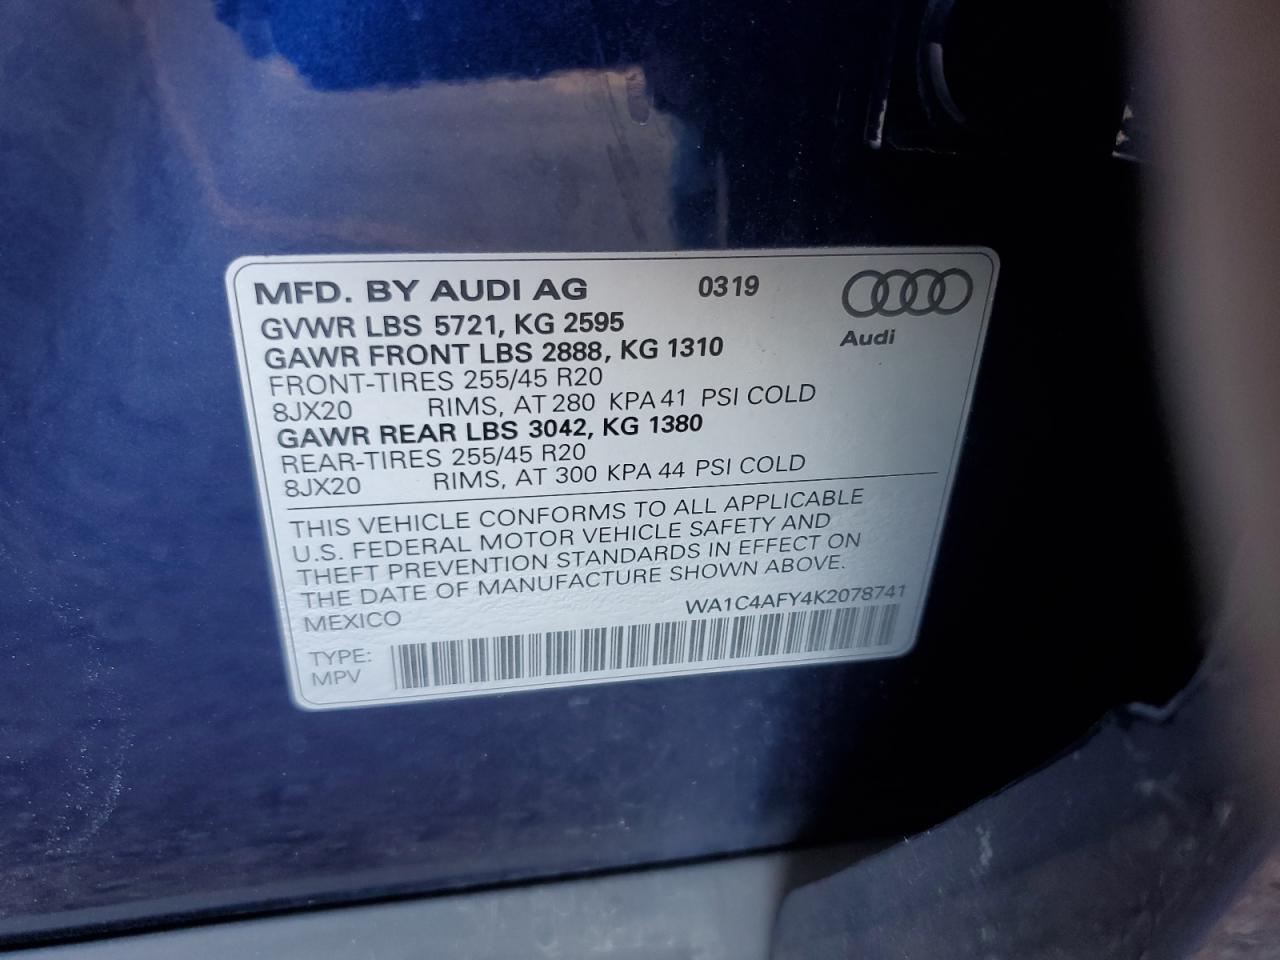 MFD. BY AUDI AG 0319
GVWR LBS 5721, KG 2595
GAWR FRONT LBS 2888, KG 1310
Audi
FRONT-TIRES 255/45 R20
8JX20 RIMS, AT 280 KPA 41 PSI COLD
GAWR REAR LBS 3042, KG 1380
REAR-TIRES 255/45 R20
8JX20 RIMS, AT 300 KPA 44 PSI COLD
THIS VEHICLE CONFORMS TO ALL APPLICABLE
U.S. FEDERAL MOTOR VEHICLE SAFETY AND
THEFT PREVENTION STANDARDS IN EFFECT ON
THE DATE OF MANUFACTURE SHOWN ABOVE.
MEXICO WA1C4AFY4K2078741
TYPE:
MPV